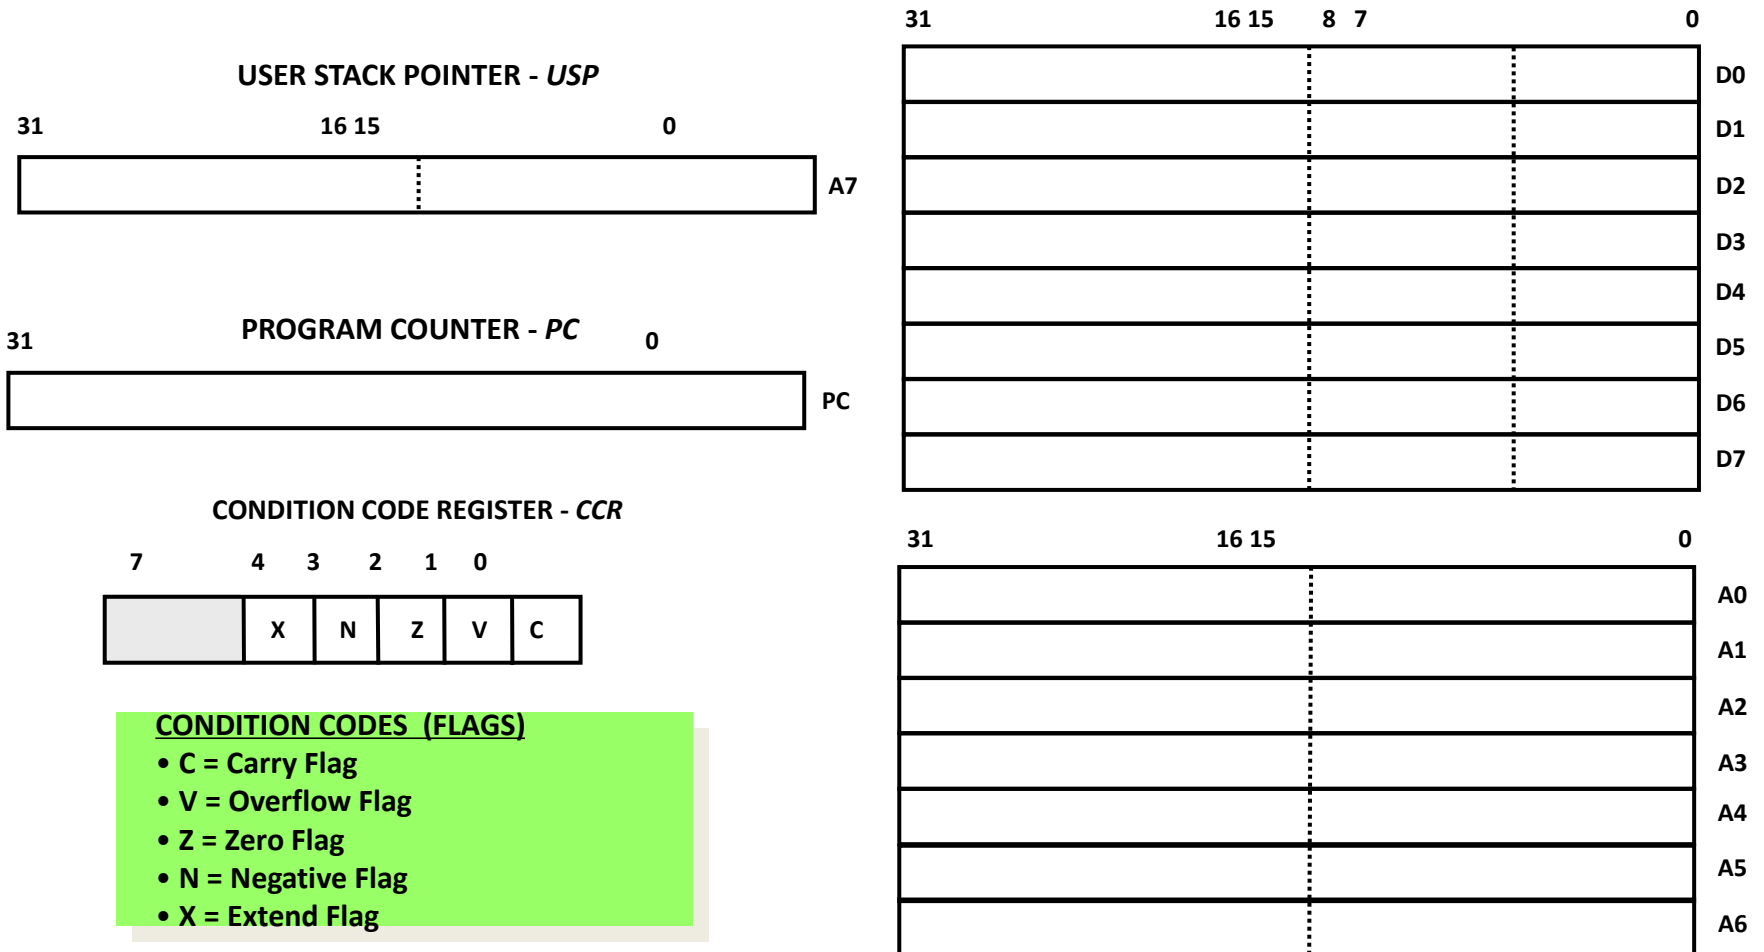 USER STACK POINTER - USP
31 16 15 0
A7
PROGRAM COUNTER - PC
31 0
PC
CONDITION CODE REGISTER - CCR
7 4 3 2 1 0
X N Z V C
CONDITION CODES (FLAGS)
• C = Carry Flag
• V = Overflow Flag
• Z = Zero Flag
• N = Negative Flag
• X = Extend Flag
31 16 15 8 7 0
D0
D1
D2
D3
D4
D5
D6
D7
31 16 15 0
A0
A1
A2
A3
A4
A5
A6